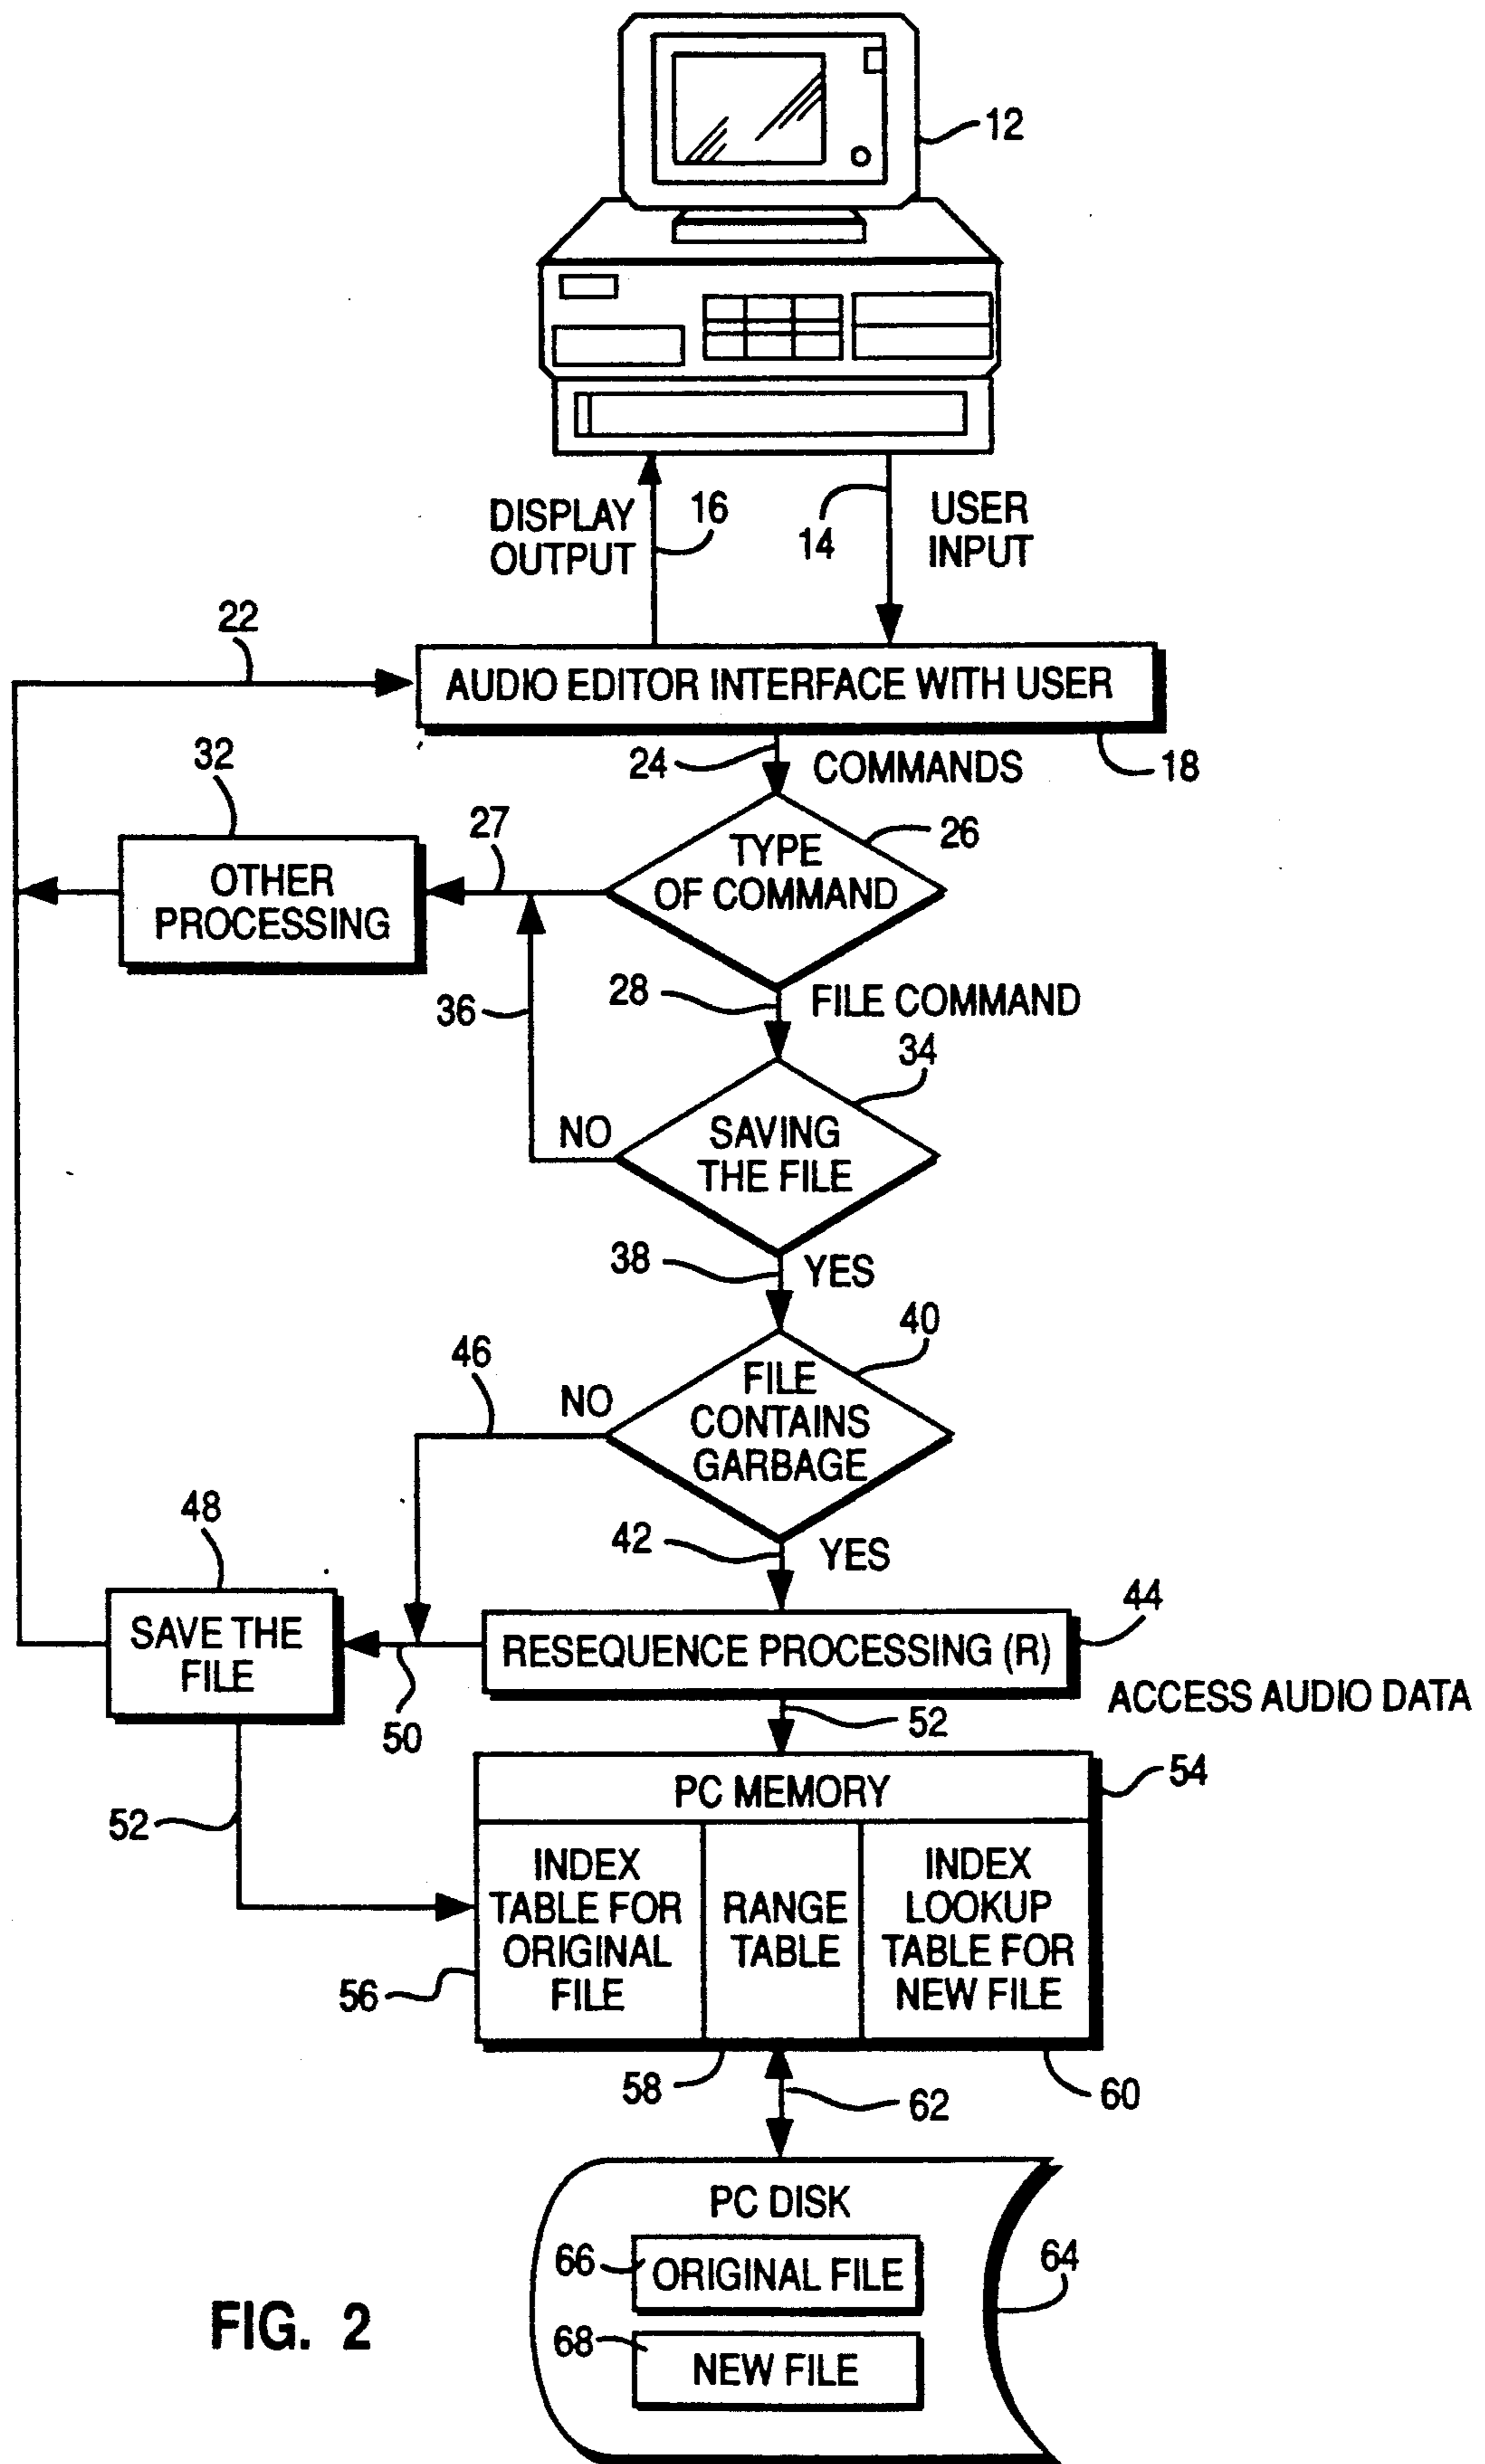 12
DISPLAY
OUTPUT
16
14
USER
INPUT
22
AUDIO EDITOR INTERFACE WITH USER
18
24
COMMANDS
32
27
26
TYPE
OF COMMAND
OTHER
PROCESSING
36
28
FILE COMMAND
34
NO
SAVING
THE FILE
38
YES
40
46
NO
FILE
CONTAINS
GARBAGE
48
42
YES
44
SAVE THE
FILE
RESEQUENCE PROCESSING (R)
50
52
ACCESS AUDIO DATA
PC MEMORY
54
52
INDEX
TABLE FOR
ORIGINAL
FILE
RANGE
TABLE
INDEX
LOOKUP
TABLE FOR
NEW FILE
56
58
62
60
PC DISK
66
ORIGINAL FILE
64
68
NEW FILE
FIG. 2